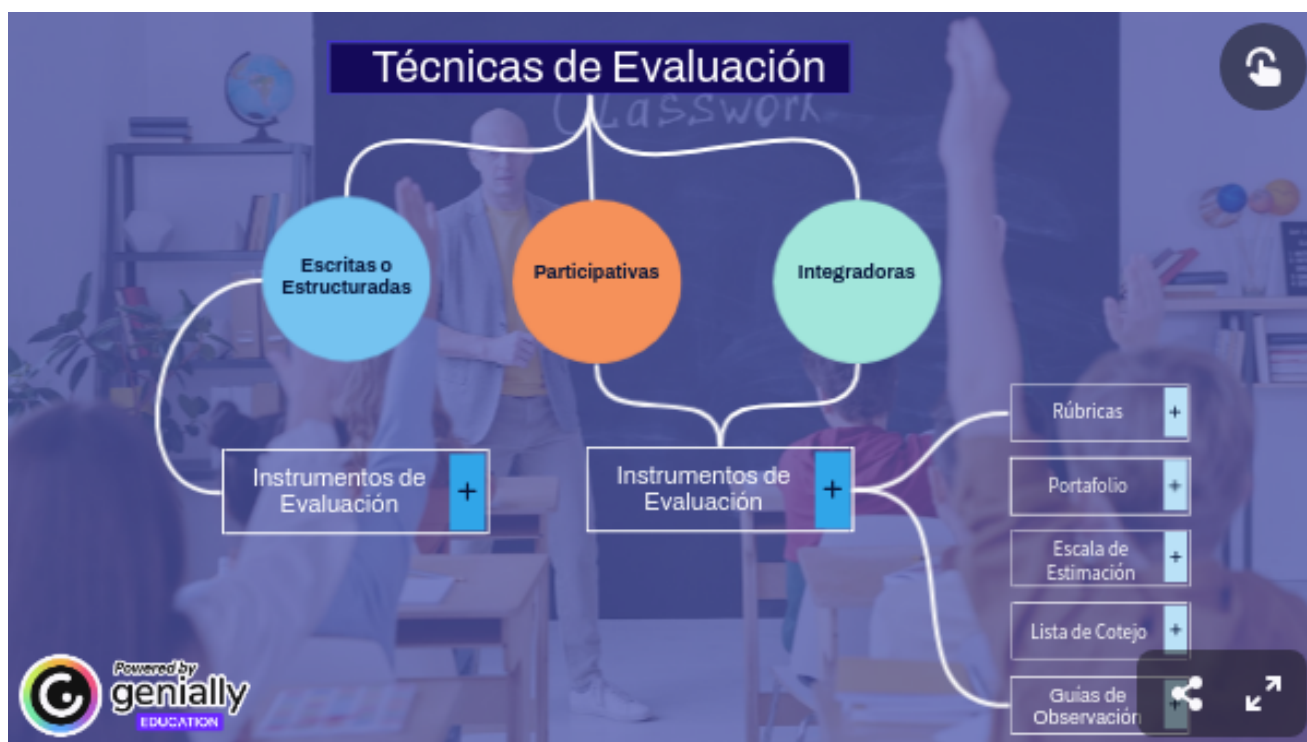 Técnicas de Evaluación
Classwork
Escritas o
Estructuradas
Participativas
Integradoras
Instrumentos de
Evaluación
+
Instrumentos de
Evaluación
+
Rúbricas
+
Portafolio
+
Escala de
Estimación
+
Lista de Cotejo
+
Guías de
Observación
+
Powered by
genially
EDUCATION